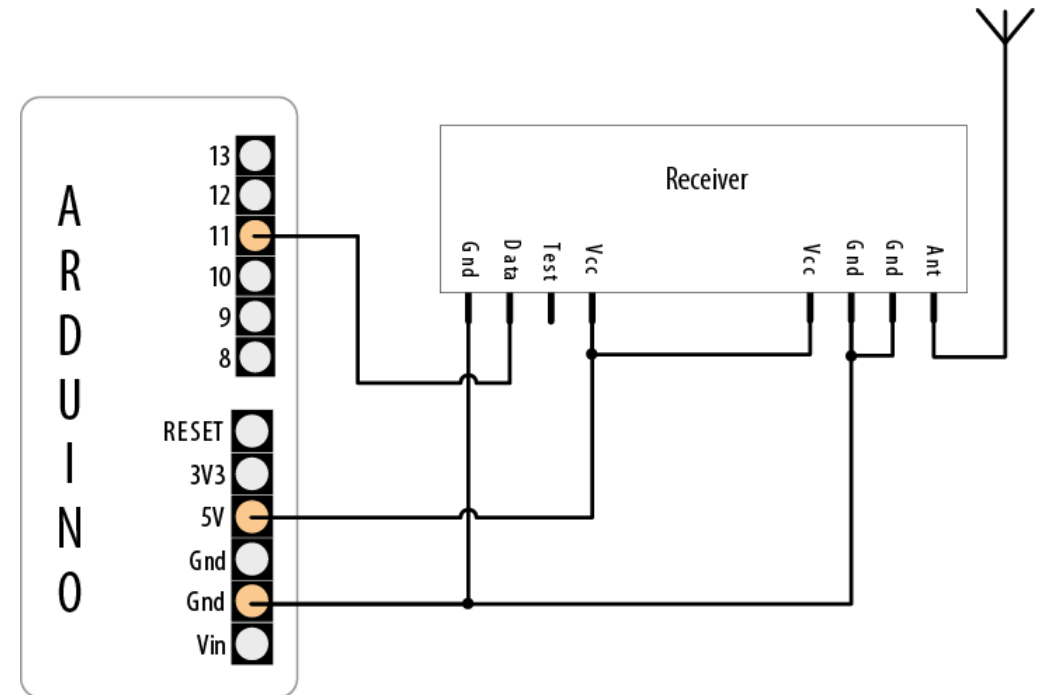 ARDUINO
13
12
11
10
9
8
RESET
3V3
5V
Gnd
Gnd
Vin
Receiver
Gnd
Data
Test
Vcc
Vcc
Gnd
Gnd
Ant